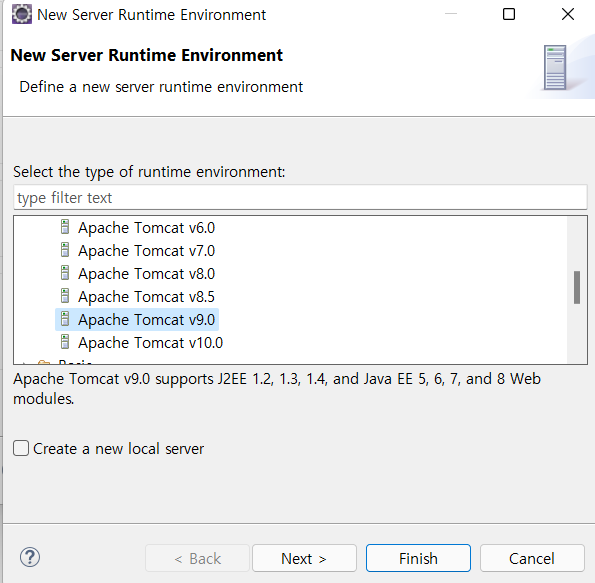 New Server Runtime Environment
New Server Runtime Environment
Define a new server runtime environment
Select the type of runtime environment:
type filter text
Apache Tomcat v6.0
Apache Tomcat v7.0
Apache Tomcat v8.0
Apache Tomcat v8.5
Apache Tomcat v9.0
Apache Tomcat v10.0
Apache Tomcat v9.0 supports J2EE 1.2, 1.3, 1.4, and Java EE 5, 6, 7, and 8 Web
modules.
Create a new local server
? < Back Next > Finish Cancel